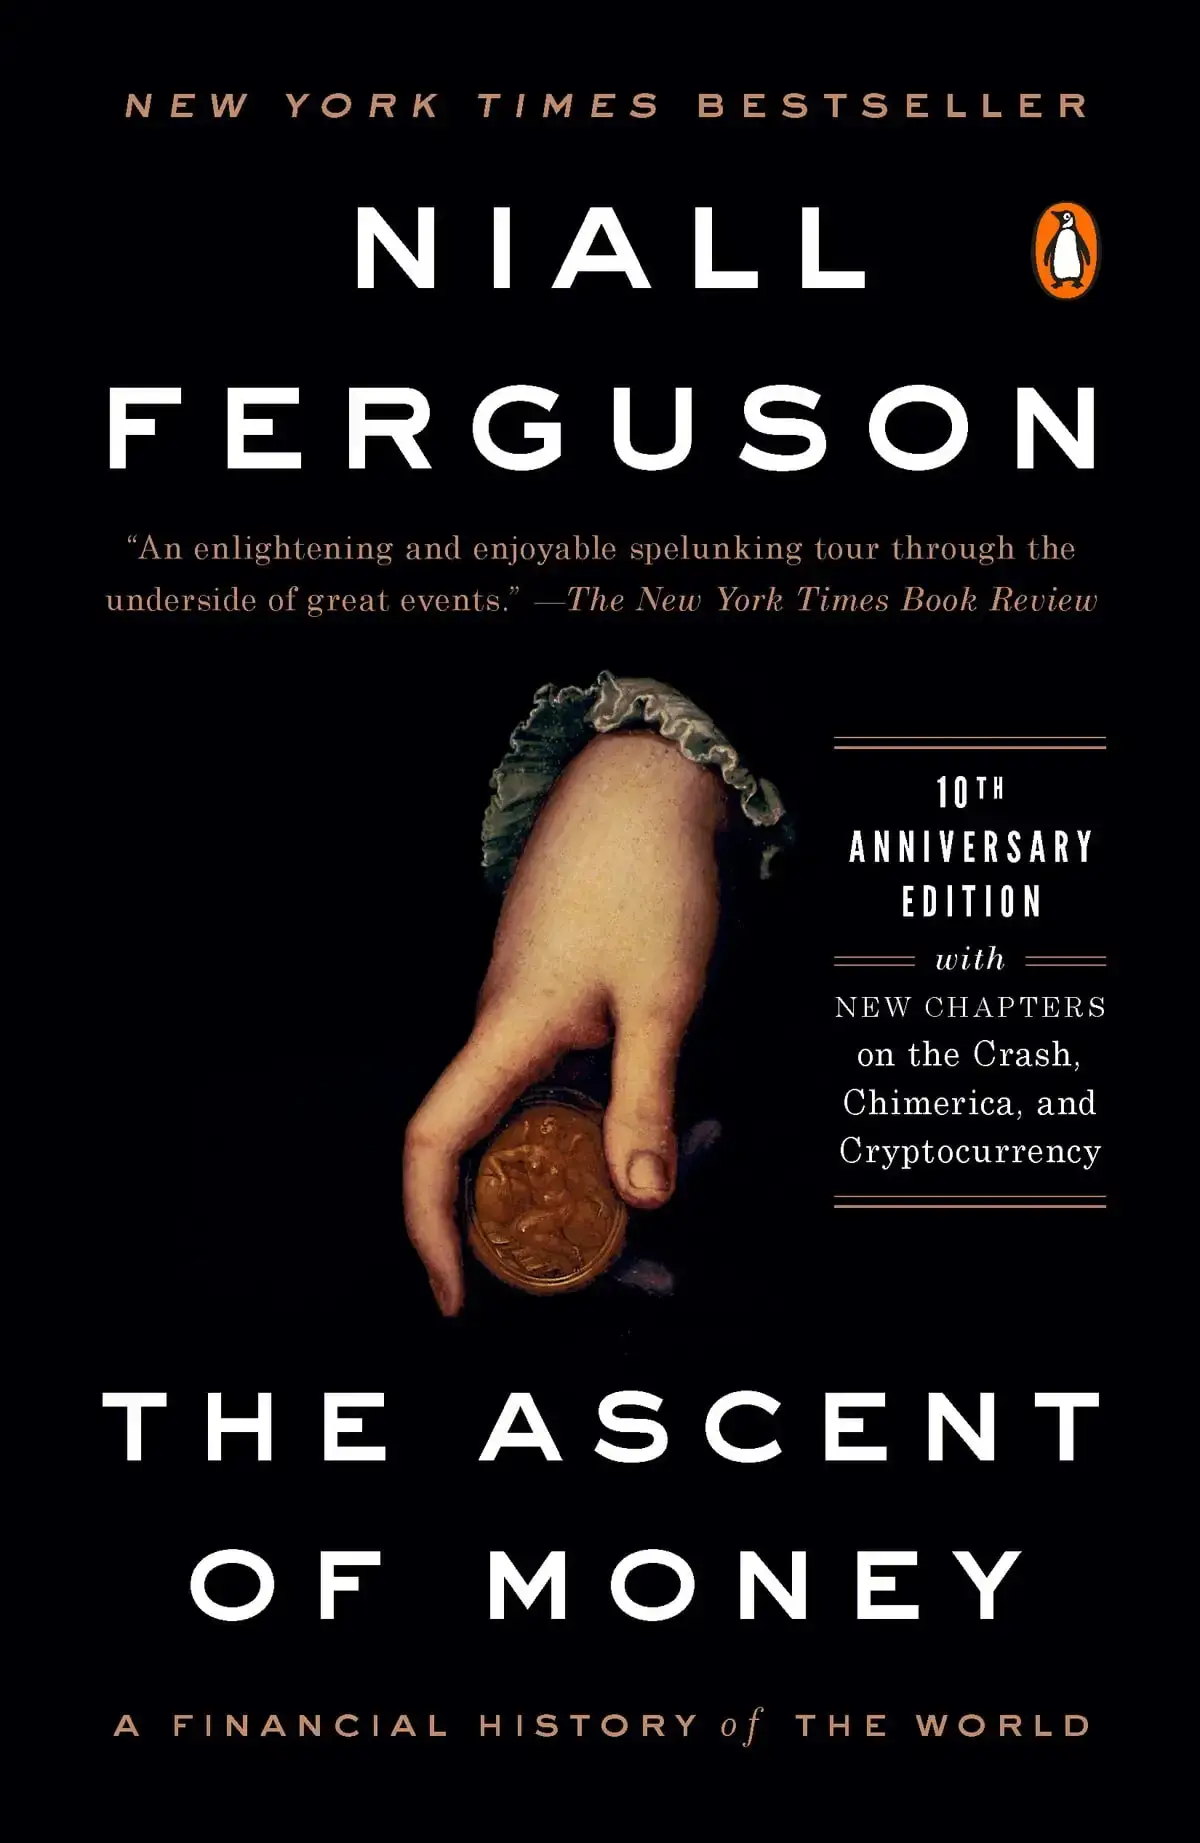 NEW YORK TIMES BESTSELLER
NIALL
FERGUSON
“An enlightening and enjoyable spelunking tour through the
underside of great events.” —The New York Times Book Review
10TH
ANNIVERSARY
EDITION
with
NEW CHAPTERS
on the Crash,
Chimerica, and
Cryptocurrency
THE ASCENT
OF MONEY
A FINANCIAL HISTORY of THE WORLD